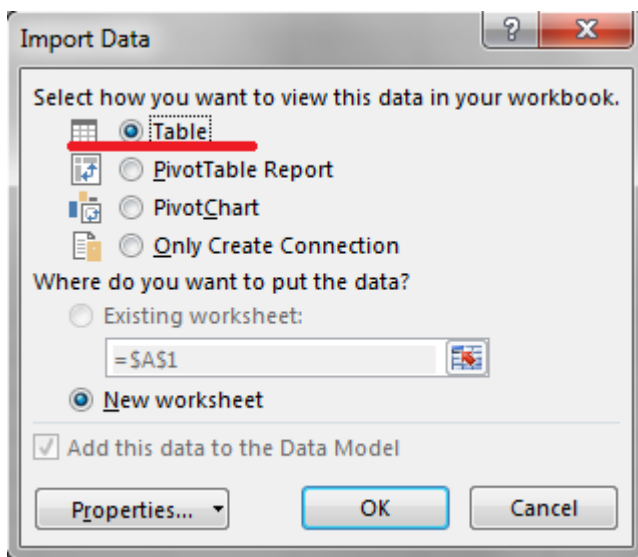 Import Data
?
Select how you want to view this data in your workbook.
Table
PivotTable Report
PivotChart
Only Create Connection
Where do you want to put the data?
Existing worksheet:
=$A$1
New worksheet
Add this data to the Data Model
Properties... OK Cancel